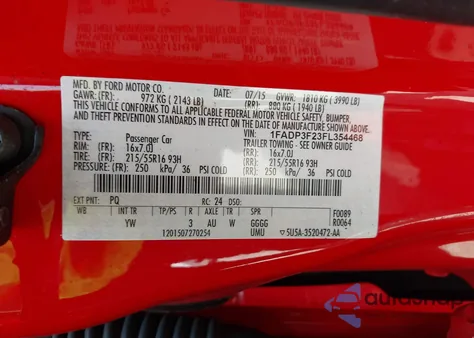 MFD. BY FORD MOTOR CO.
07/15 GVWR: 1810 KG ( 3990 LB)
GAWR: (FR): 972 KG ( 2143 LB) (RR): 880 KG ( 1940 LB)
THIS VEHICLE CONFORMS TO ALL APPLICABLE FEDERAL MOTOR VEHICLE SAFETY, BUMPER,
AND THEFT PREVENTION STANDARDS IN EFFECT ON THE DATE OF MANUFACTURE SHOWN ABOVE.
VIN: 1FADP3F23FL354468
TYPE: Passenger Car TRAILER TOWING - SEE OWNER GUIDE
RIM: (FR): 16x7.0J (RR): 16x7.0J
TIRE: (FR): 215/55R16 93H (RR): 215/55R16 93H
PRESSURE: (FR): 250 kPa/ 36 PSI COLD (RR): 250 kPa/ 36 PSI COLD
EXT PNT: PQ RC: 24 DSO: F0089
WB INT TR TP/PS R AXLE TR SPR R0064
YW 3 AU W GGGG
1201507270254 UMU 5U5A-3520472-AA
autosnap